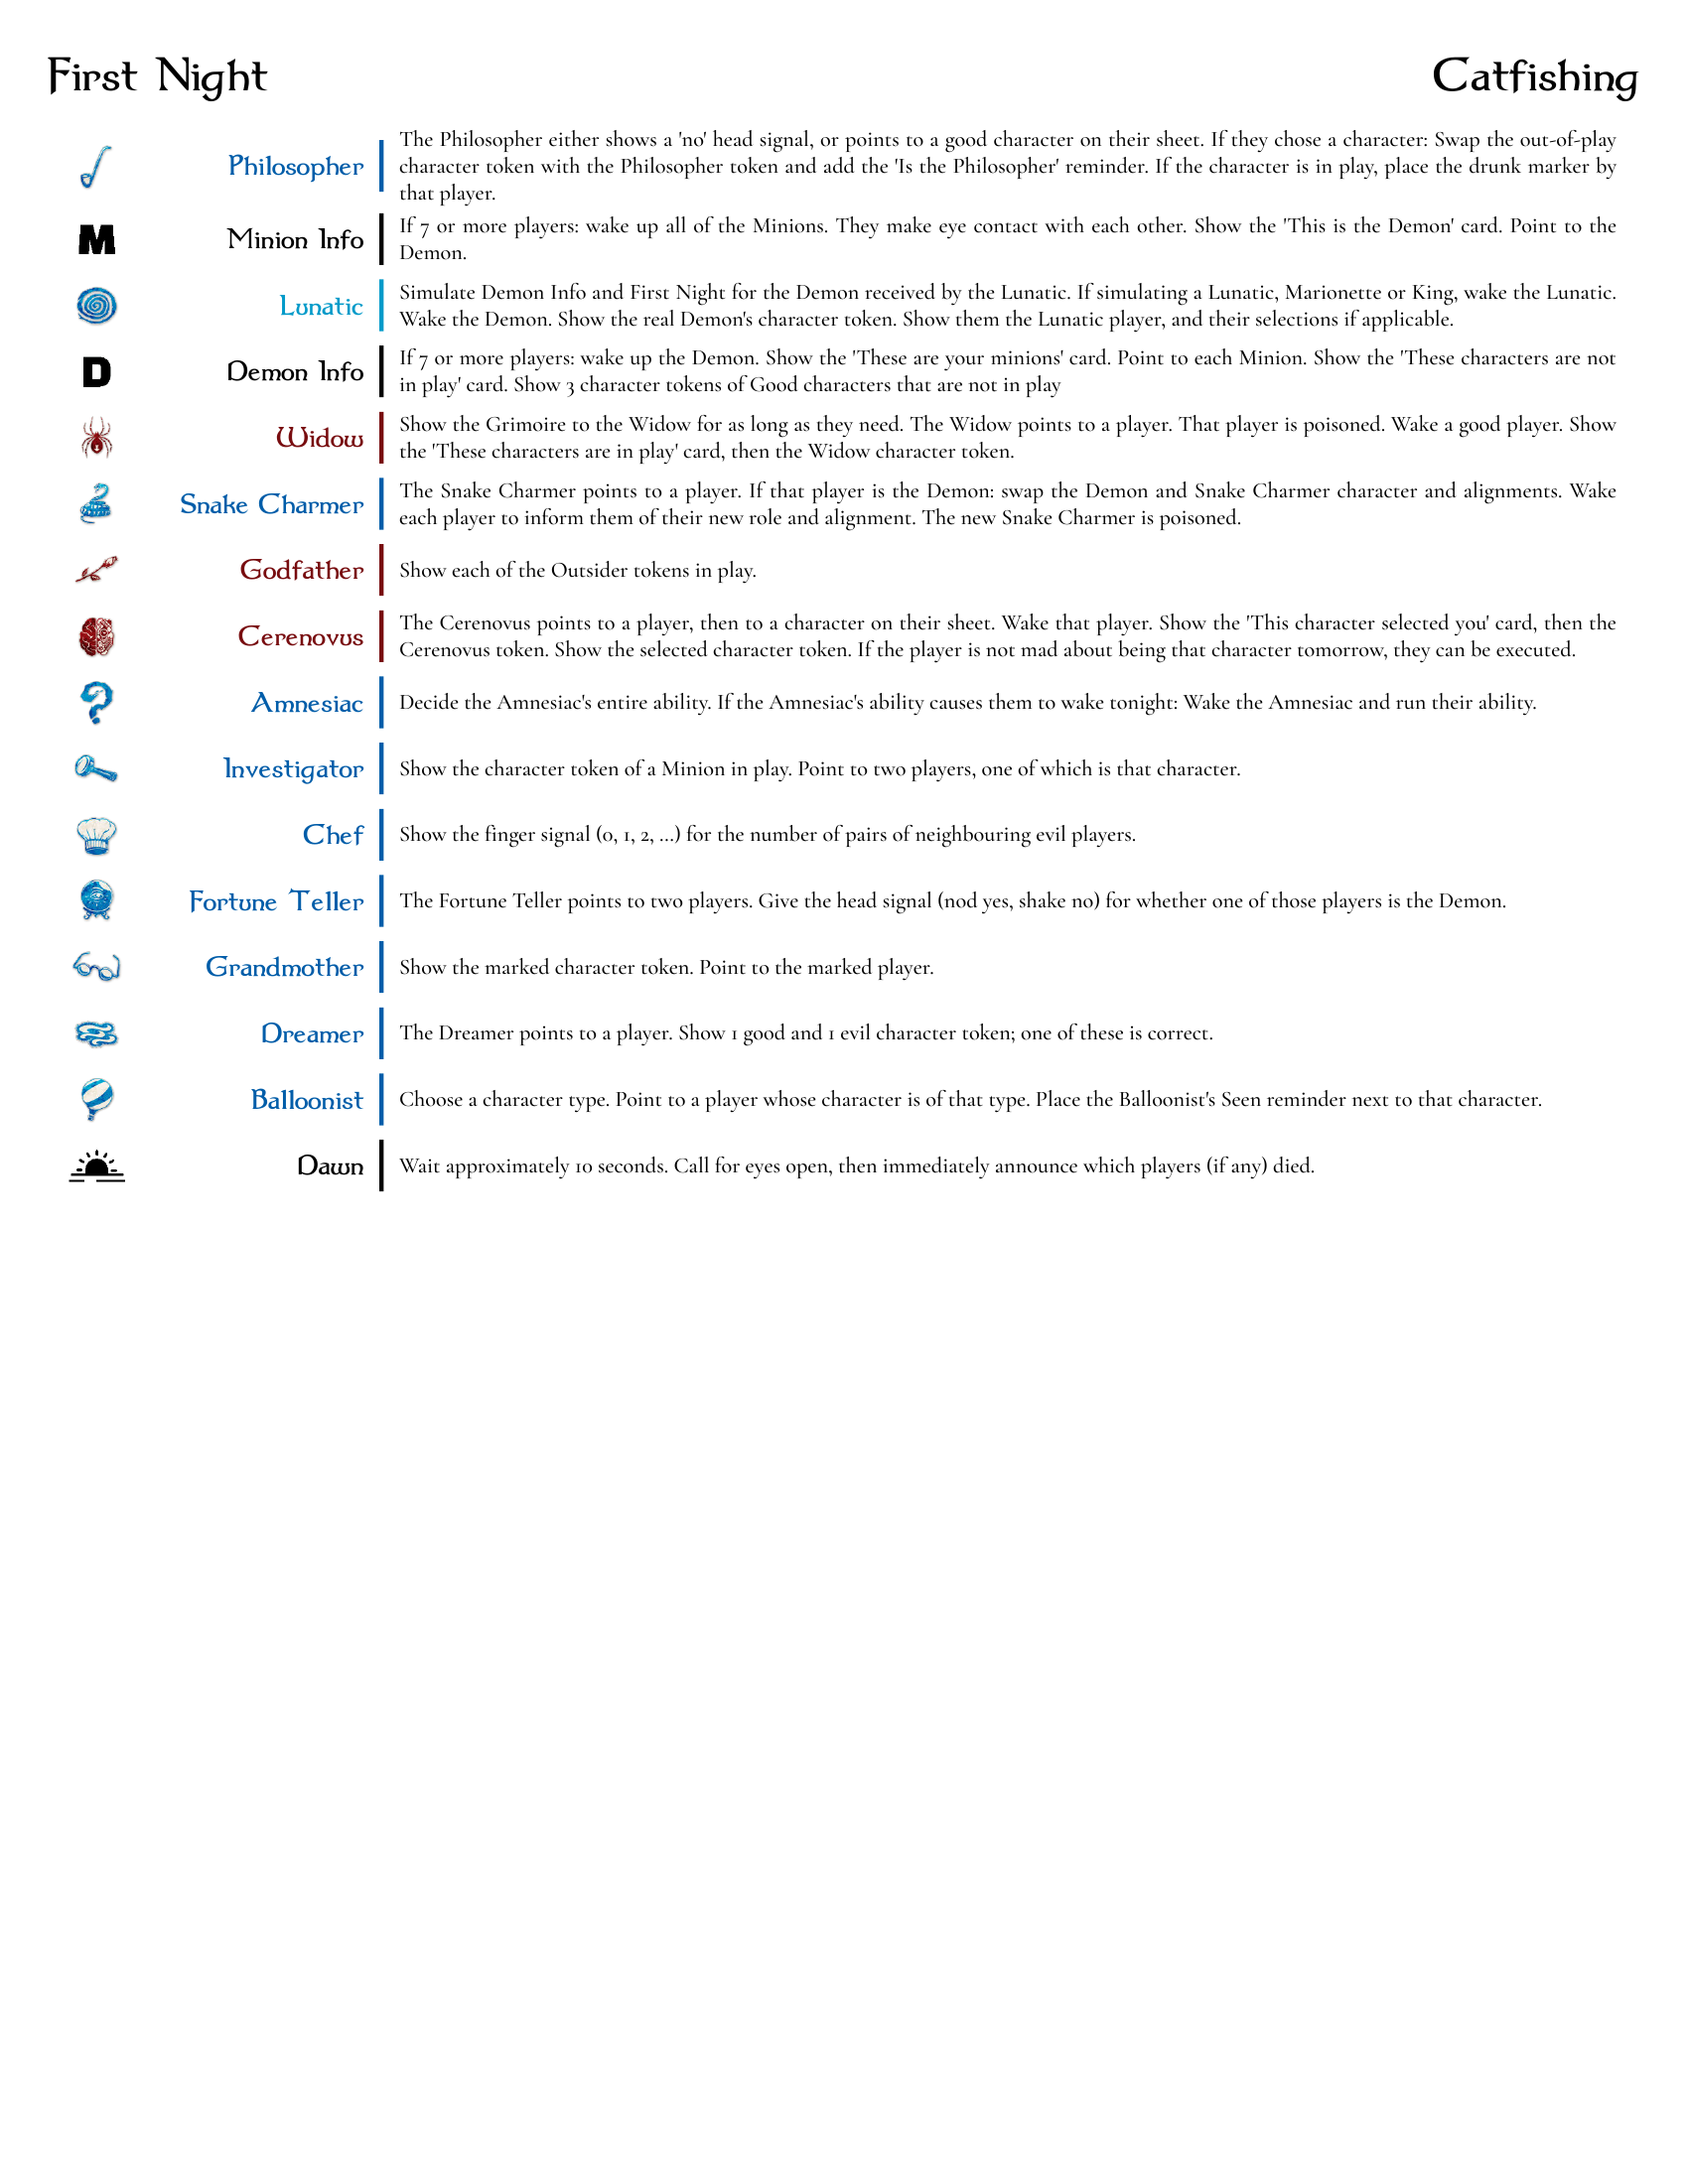 First Night
Catfishing
Philosopher
The Philosopher either shows a 'no' head signal, or points to a good character on their sheet. If they chose a character: Swap the out-of-play
character token with the Philosopher token and add the 'Is the Philosopher' reminder. If the character is in play, place the drunk marker by
that player.
M
Minion Info
If 7 or more players: wake up all of the Minions. They make eye contact with each other. Show the 'This is the Demon' card. Point to the
Demon.
Lunatic
Simulate Demon Info and First Night for the Demon received by the Lunatic. If simulating a Lunatic, Marionette or King, wake the Lunatic.
Wake the Demon. Show the real Demon's character token. Show them the Lunatic player, and their selections if applicable.
D
Demon Info
If 7 or more players: wake up the Demon. Show the 'These are your minions' card. Point to each Minion. Show the 'These characters are not
in play' card. Show 3 character tokens of Good characters that are not in play
Widow
Show the Grimoire to the Widow for as long as they need. The Widow points to a player. That player is poisoned. Wake a good player. Show
the 'These characters are in play' card, then the Widow character token.
Snake Charmer
The Snake Charmer points to a player. If that player is the Demon: swap the Demon and Snake Charmer character and alignments. Wake
each player to inform them of their new role and alignment. The new Snake Charmer is poisoned.
Godfather
Show each of the Outsider tokens in play.
Cerenovus
The Cerenovus points to a player, then to a character on their sheet. Wake that player. Show the 'This character selected you' card, then the
Cerenovus token. Show the selected character token. If the player is not mad about being that character tomorrow, they can be executed.
Amnesiac
Decide the Amnesiac's entire ability. If the Amnesiac's ability causes them to wake tonight: Wake the Amnesiac and run their ability.
Investigator
Show the character token of a Minion in play. Point to two players, one of which is that character.
Chef
Show the finger signal (0, 1, 2, ...) for the number of pairs of neighbouring evil players.
Fortune Teller
The Fortune Teller points to two players. Give the head signal (nod yes, shake no) for whether one of those players is the Demon.
Grandmother
Show the marked character token. Point to the marked player.
Dreamer
The Dreamer points to a player. Show 1 good and 1 evil character token; one of these is correct.
Balloonist
Choose a character type. Point to a player whose character is of that type. Place the Balloonist's Seen reminder next to that character.
Dawn
Wait approximately 10 seconds. Call for eyes open, then immediately announce which players (if any) died.